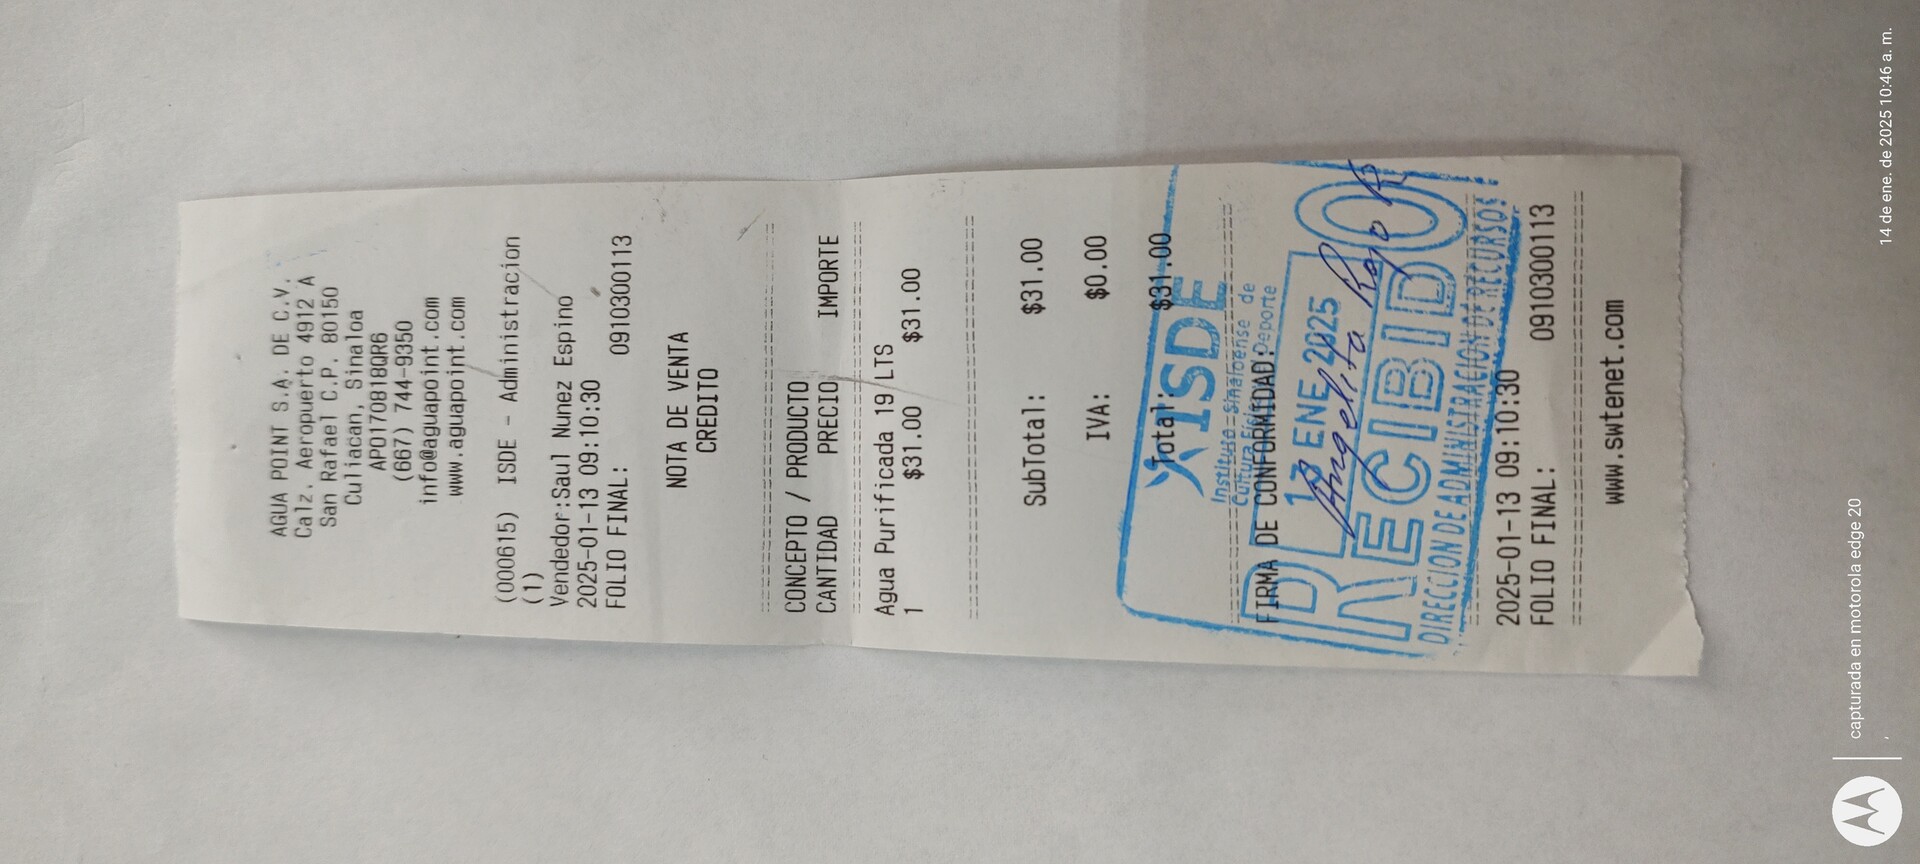 AGUA POINT S.A. DE C.V.
Calz. Aeropuerto 4912 A
San Rafael C.P. 80150
Culiacan, Sinaloa
APO170818QR6
(667) 744-9350
info@aguapoint.com
www.aguapoint.com
(000615) ISDE - Administracion
(1)
Vendedor:Saul Nunez Espino
2025-01-13 09:10:30
FOLIO FINAL: 0910300113
NOTA DE VENTA
CREDITO
CONCEPTO / PRODUCTO
CANTIDAD PRECIO IMPORTE
Agua Purificada 19 LTS
1 $31.00 $31.00
SubTotal: $31.00
IVA: $0.00
Total: $31.00
ISDE
Instituto Sinaloense de
Cultura Física y Deporte
FIRMA DE CONFORMIDAD:
13 ENE 2025
Angelita Rojo R
RECIBIDO
DIRECCION DE ADMINISTRACION DE RECURSOS
2025-01-13 09:10:30
FOLIO FINAL: 0910300113
www.swtenet.com
capturada en motorola edge 20
14 de ene. de 2025 10:46 a. m.